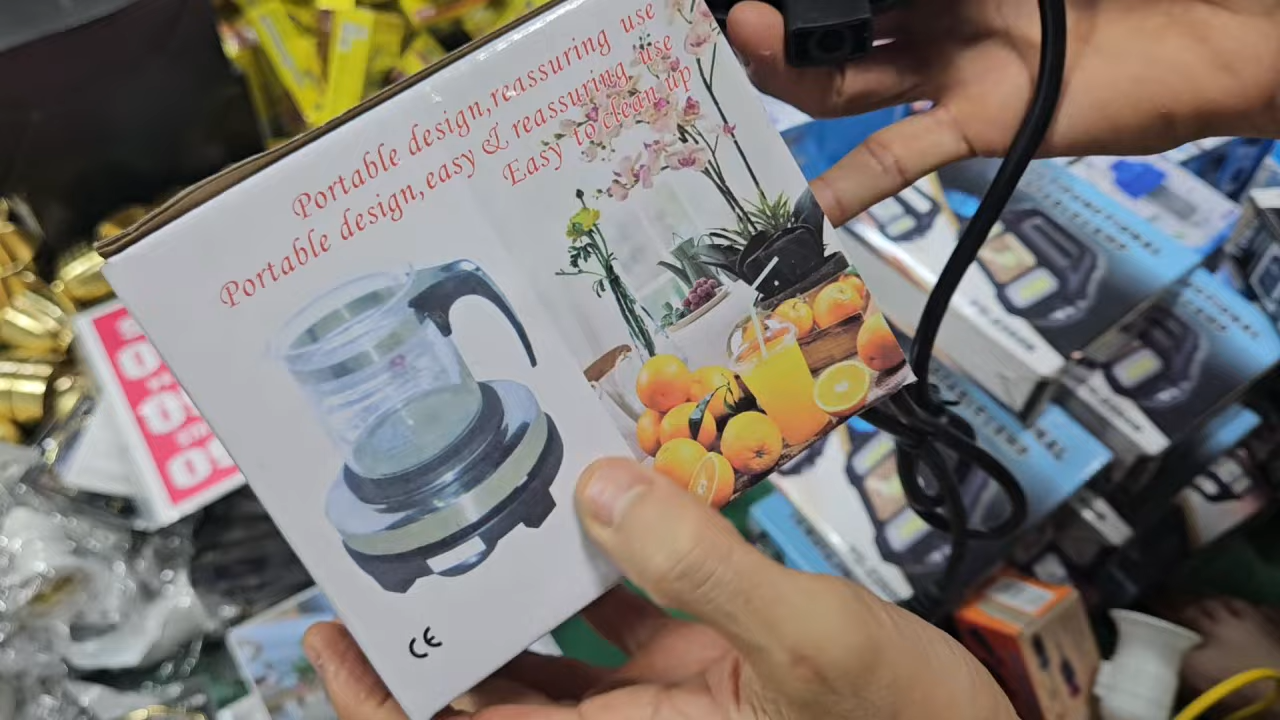 Portable design,reassuring use
Portable design,easy & reassuring use
Easy to clean up
CE